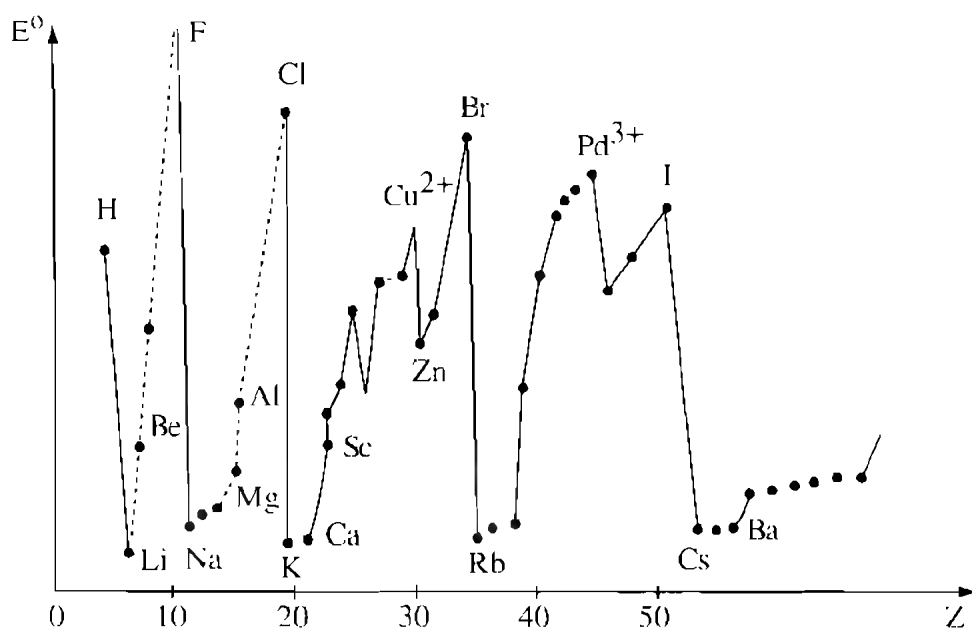 E° F
Cl
Br
Pd3+
Cu2+ I
H
Zn
Be Al
Sc
Mg
Ca Ba
Li Na K Rb Cs
0 10 20 30 40 50 Z